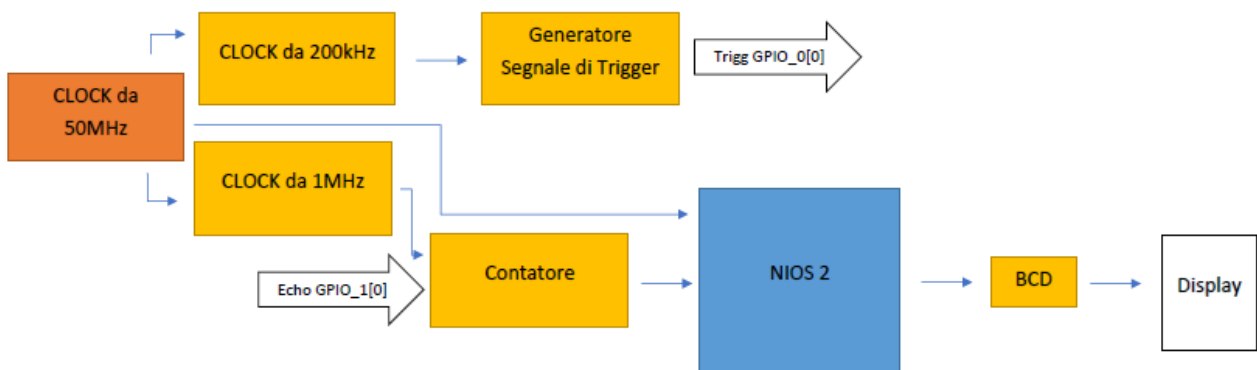 CLOCK da 200kHz
Generatore
Segnale di Trigger
Trigg GPIO_0[0]
CLOCK da
50MHz
CLOCK da 1MHz
Echo GPIO_1[0]
Contatore
NIOS 2
BCD
Display